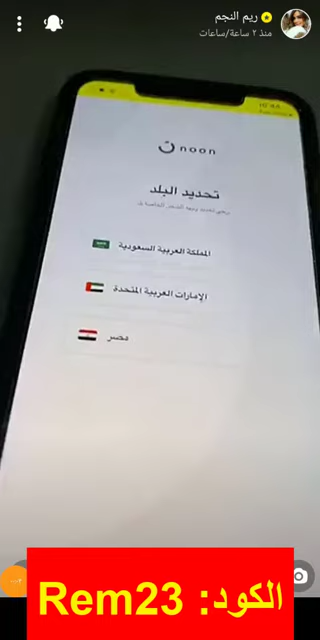 ريم النجم
منذ ٢ ساعة/ساعات
noon
تحديد البلد
المملكة العربية السعودية
الإمارات العربية المتحدة
مصر
الكود: Rem23